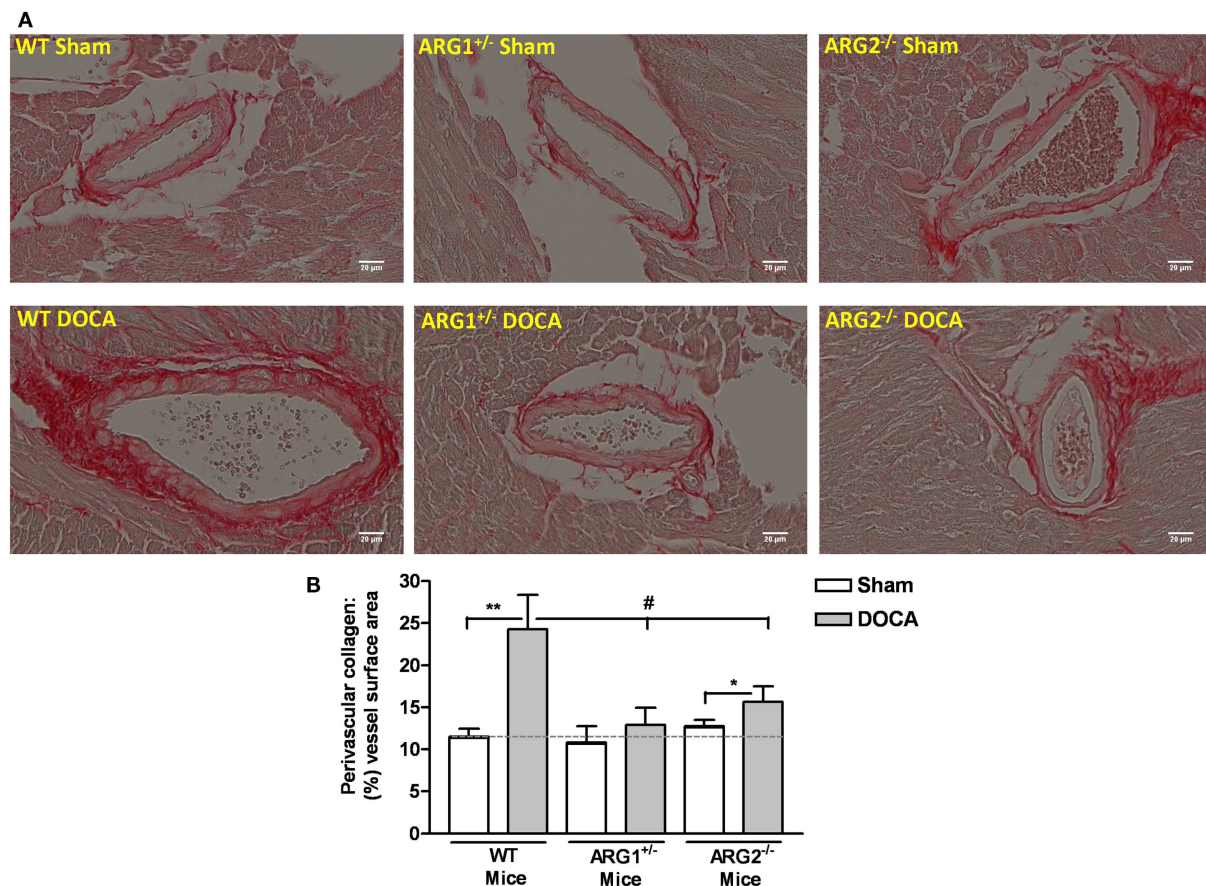 A
WT Sham
ARG1+/- Sham
ARG2-/- Sham
20 µm
20 µm
20 µm
WT DOCA
ARG1+/- DOCA
ARG2-/- DOCA
20 µm
20 µm
20 µm
B
Perivascular collagen:
(%) vessel surface area
30
25
20
15
10
5
0
**
#
*
Sham
DOCA
WT
Mice
ARG1+/-
Mice
ARG2-/-
Mice